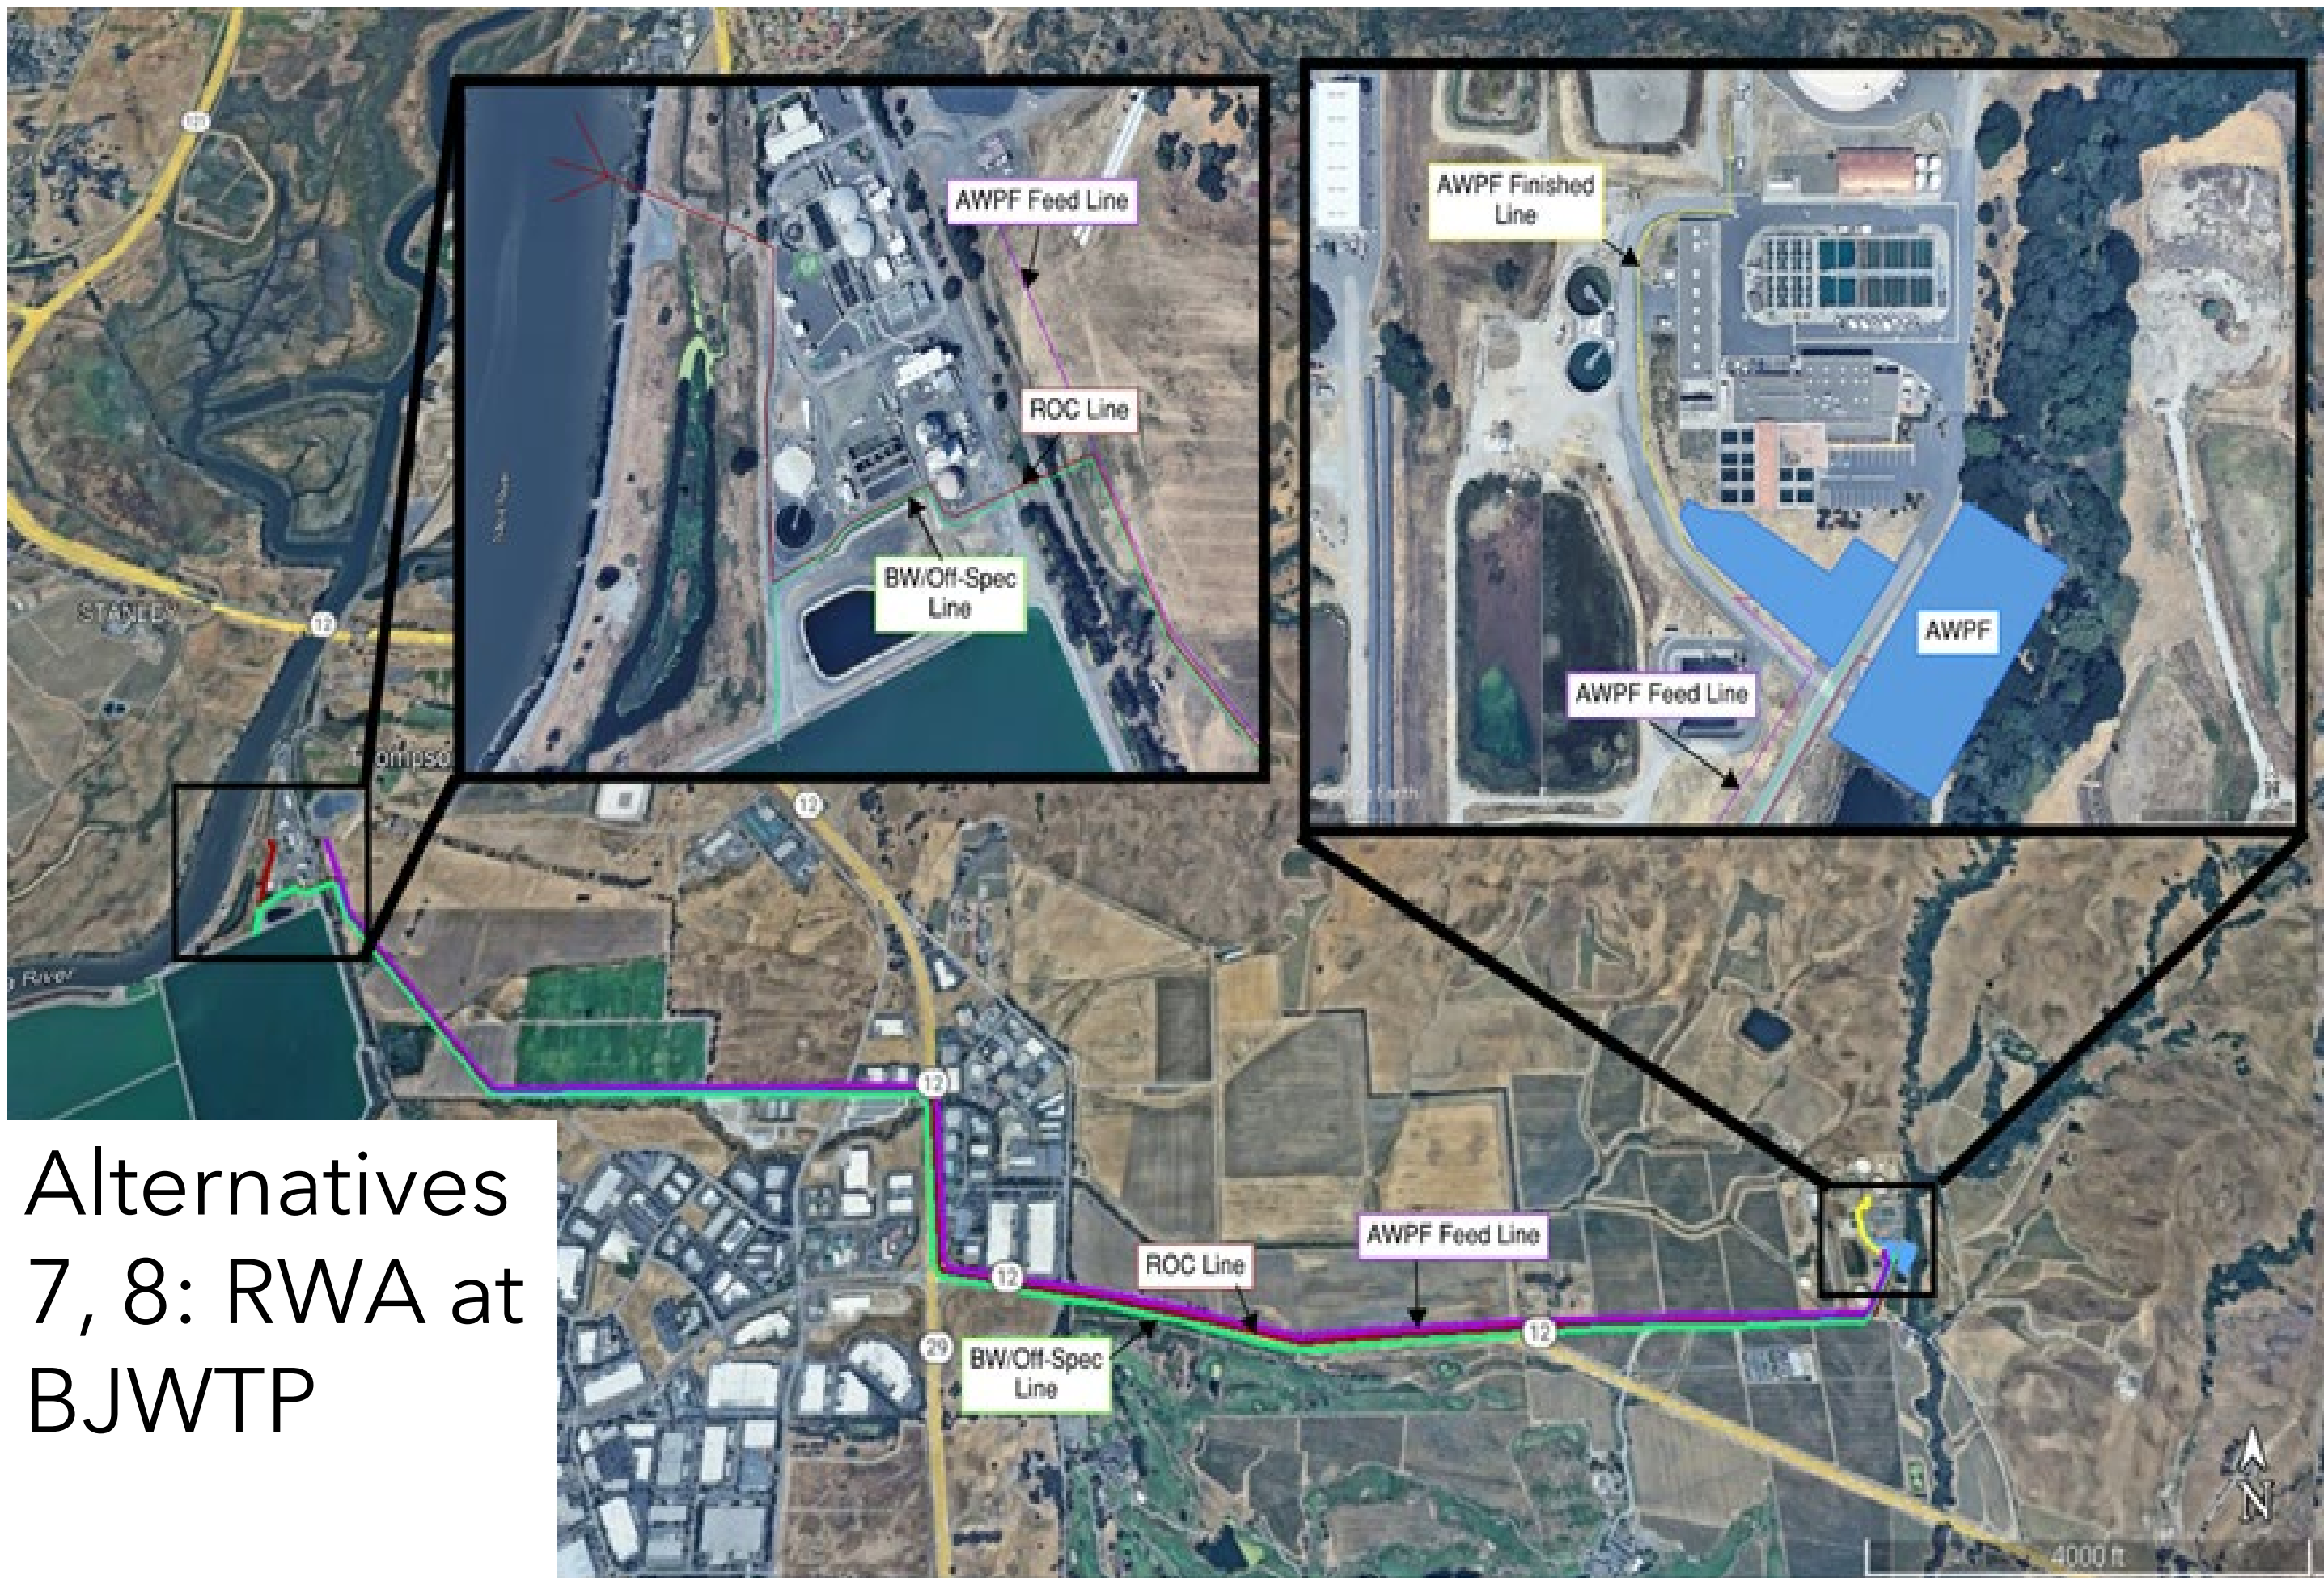 121
AWPF Feed Line
ROC Line
BW/Off-Spec
Line
AWPF Finished
Line
AWPF Feed Line
AWPF
STANLEY
12
12
River
12
12
12
29
AWPF Feed Line
ROC Line
BW/Off-Spec
Line
Alternatives
7, 8: RWA at
BJWTP
N
4000 ft